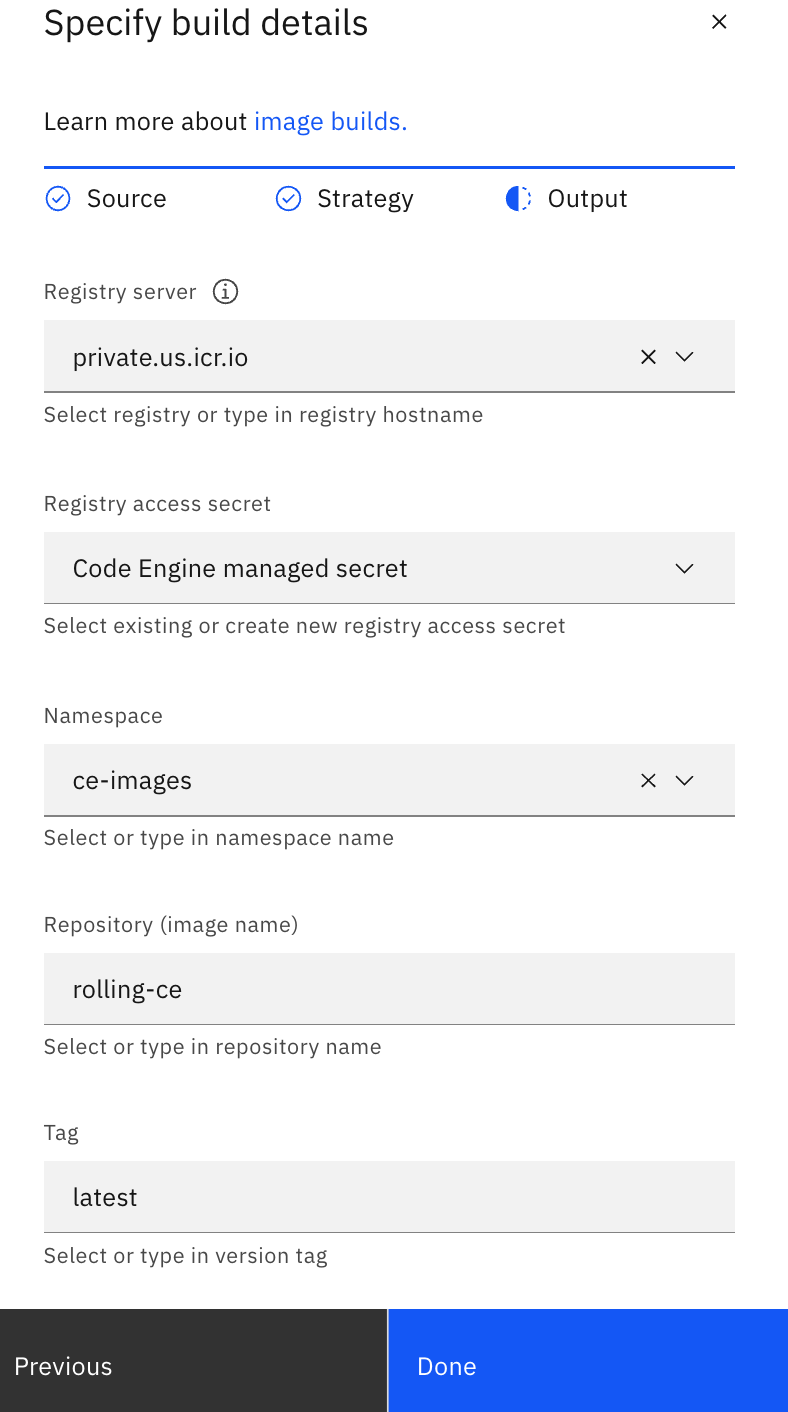 Specify build details
Learn more about image builds.
Source
Strategy
Output
Registry server
private.us.icr.io
Select registry or type in registry hostname
Registry access secret
Code Engine managed secret
Select existing or create new registry access secret
Namespace
ce-images
Select or type in namespace name
Repository (image name)
rolling-ce
Select or type in repository name
Tag
latest
Select or type in version tag
Previous
Done